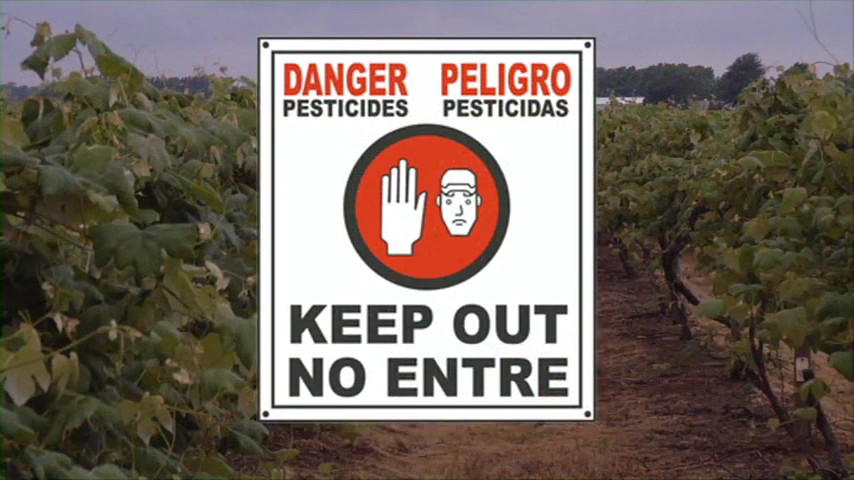 DANGER PELIGRO
PESTICIDES PESTICIDAS
KEEP OUT
NO ENTRE